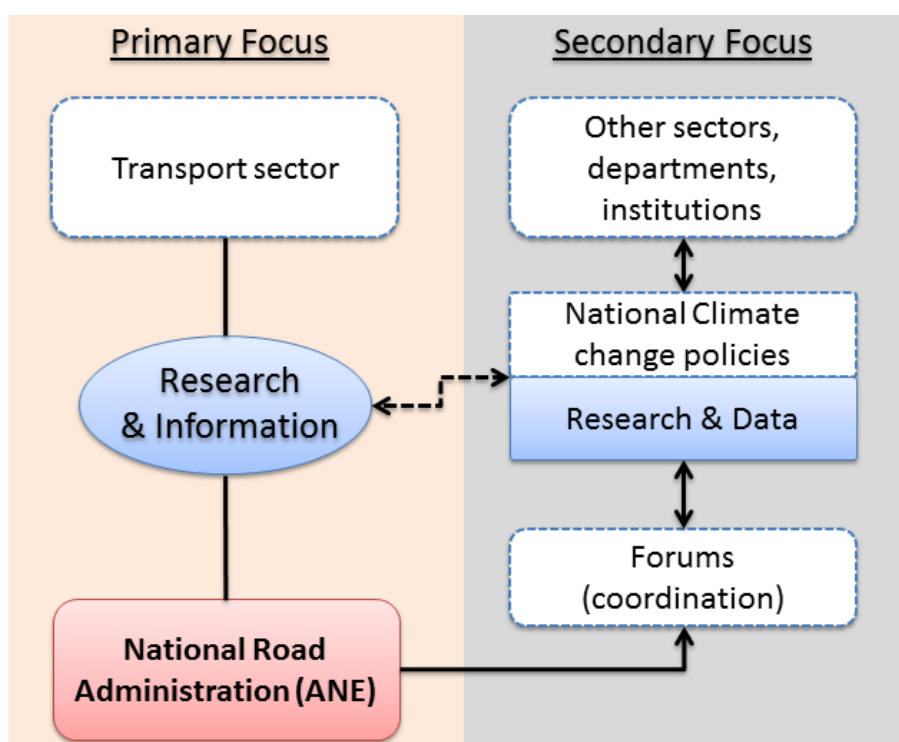 Primary Focus
Transport sector
Research
& Information
National Road
Administration (ANE)
Secondary Focus
Other sectors,
departments,
institutions
National Climate
change policies
Research & Data
Forums
(coordination)